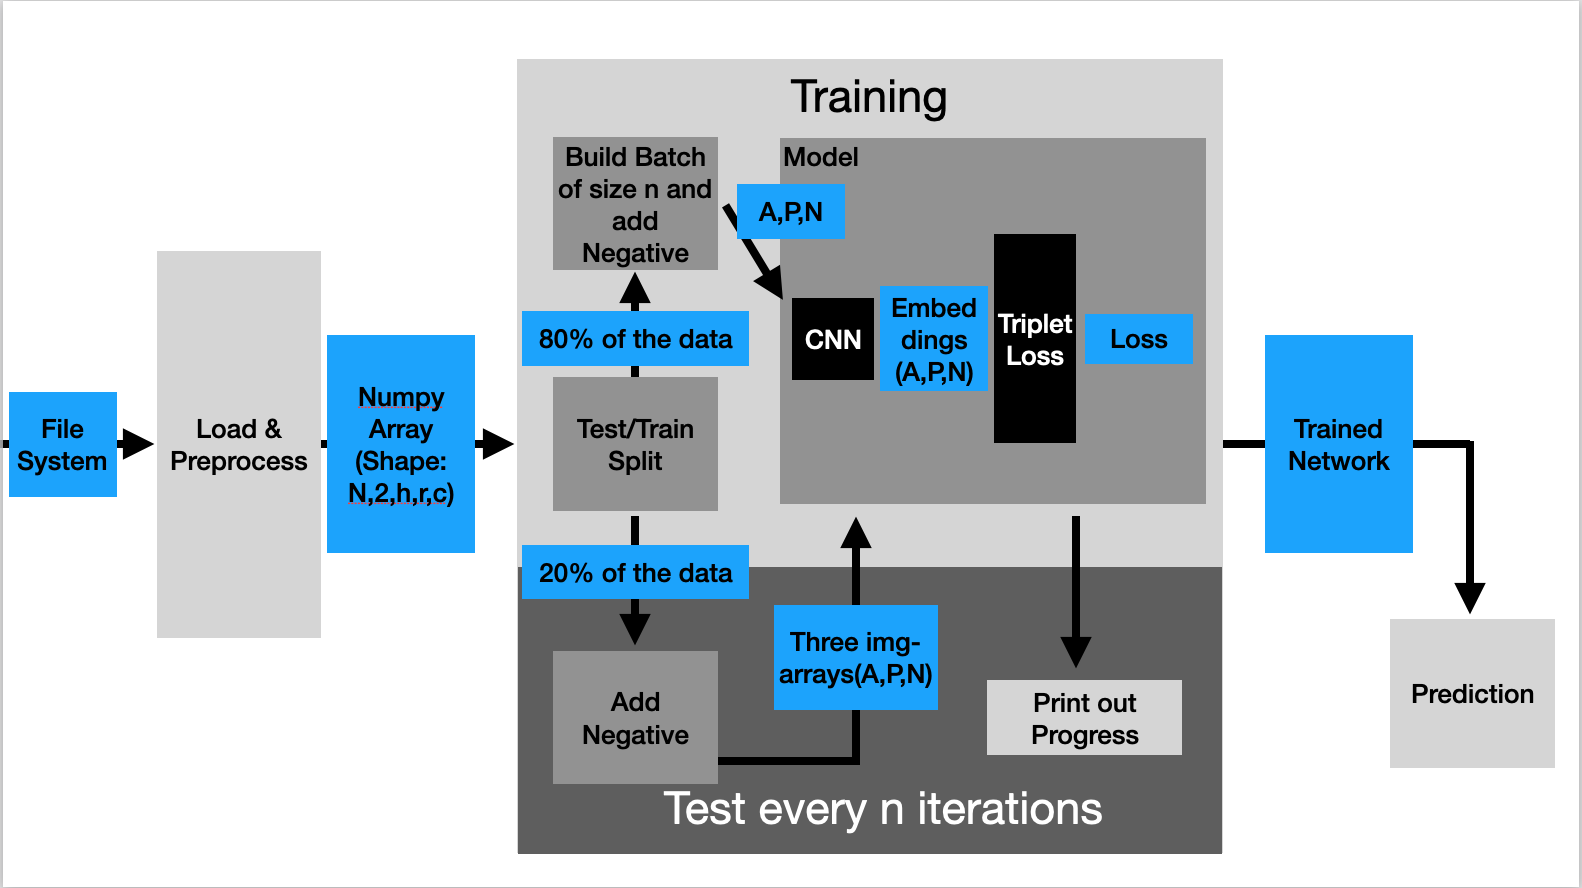 Training
Build Batch
of size n and
add
Negative
Model
A,P,N
80% of the data
CNN
Embed
dings
(A,P,N)
Triplet
Loss
Loss
File
System
Load &
Preprocess
Numpy
Array
(Shape:
N,2,h,r,c)
Test/Train
Split
Trained
Network
20% of the data
Three img-
arrays(A,P,N)
Add
Negative
Print out
Progress
Prediction
Test every n iterations